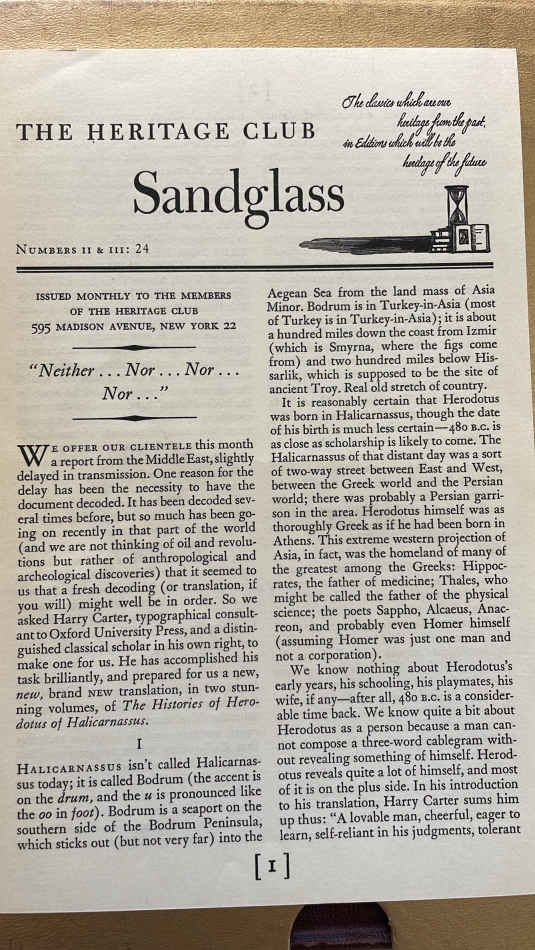 The classics which are our
heritage from the past,
in Editions which will be the
heritage of the future
THE HERITAGE CLUB
Sandglass
NUMBERS II & III: 24
ISSUED MONTHLY TO THE MEMBERS
OF THE HERITAGE CLUB
595 MADISON AVENUE, NEW YORK 22
“Neither . . . Nor . . . Nor . . .
Nor . . .”
WE OFFER OUR CLIENTELE this month
a report from the Middle East, slightly
delayed in transmission. One reason for the
delay has been the necessity to have the
document decoded. It has been decoded sev-
eral times before, but so much has been go-
ing on recently in that part of the world
(and we are not thinking of oil and revolu-
tions but rather of anthropological and
archeological discoveries) that it seemed to
us that a fresh decoding (or translation, if
you will) might well be in order. So we
asked Harry Carter, typographical consult-
ant to Oxford University Press, and a distin-
guished classical scholar in his own right, to
make one for us. He has accomplished his
task brilliantly, and prepared for us a new,
new, brand NEW translation, in two stun-
ning volumes, of The Histories of Hero-
dotus of Halicarnassus.
I
HALICARNASSUS isn’t called Halicarnas-
sus today; it is called Bodrum (the accent is
on the drum, and the u is pronounced like
the oo in foot). Bodrum is a seaport on the
southern side of the Bodrum Peninsula,
which sticks out (but not very far) into the
Aegean Sea from the land mass of Asia
Minor. Bodrum is in Turkey-in-Asia (most
of Turkey is in Turkey-in-Asia); it is about
a hundred miles down the coast from Izmir
(which is Smyrna, where the figs come
from) and two hundred miles below His-
sarlik, which is supposed to be the site of
ancient Troy. Real old stretch of country.
It is reasonably certain that Herodotus
was born in Halicarnassus, though the date
of his birth is much less certain—480 B.C. is
as close as scholarship is likely to come. The
Halicarnassus of that distant day was a sort
of two-way street between East and West,
between the Greek world and the Persian
world; there was probably a Persian garri-
son in the area. Herodotus himself was as
thoroughly Greek as if he had been born in
Athens. This extreme western projection of
Asia, in fact, was the homeland of many of
the greatest among the Greeks: Hippoc-
rates, the father of medicine; Thales, who
might be called the father of the physical
science; the poets Sappho, Alcaeus, Anac-
reon, and probably even Homer himself
(assuming Homer was just one man and
not a corporation).
We know nothing about Herodotus’s
early years, his schooling, his playmates, his
wife, if any—after all, 480 B.C. is a consider-
able time back. We know quite a bit about
Herodotus as a person because a man can-
not compose a three-word cablegram with-
out revealing something of himself. Herod-
otus reveals quite a lot of himself, and most
of it is on the plus side. In his introduction
to his translation, Harry Carter sums him
up thus: “A lovable man, cheerful, eager to
learn, self-reliant in his judgments, tolerant
[ 1 ]